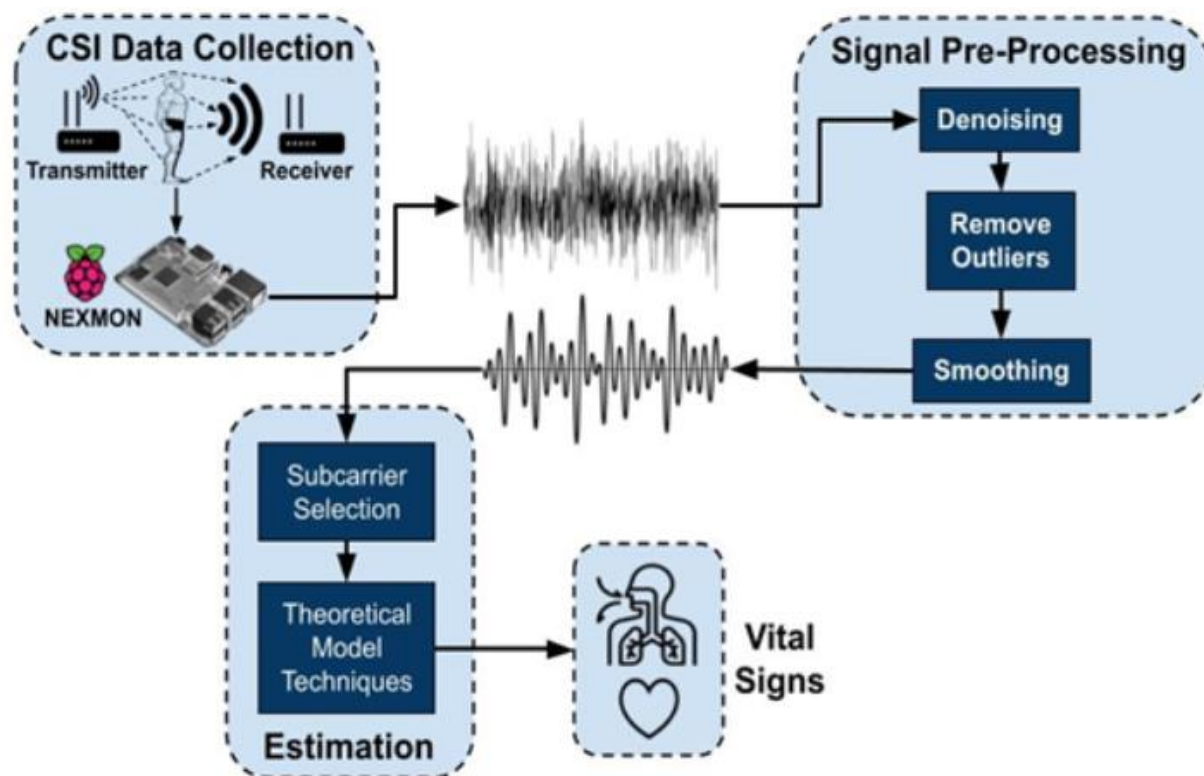 CSI Data Collection
Transmitter
Receiver
NEXMON
Signal Pre-Processing
Denoising
Remove
Outliers
Smoothing
Subcarrier
Selection
Theoretical
Model
Techniques
Estimation
Vital
Signs